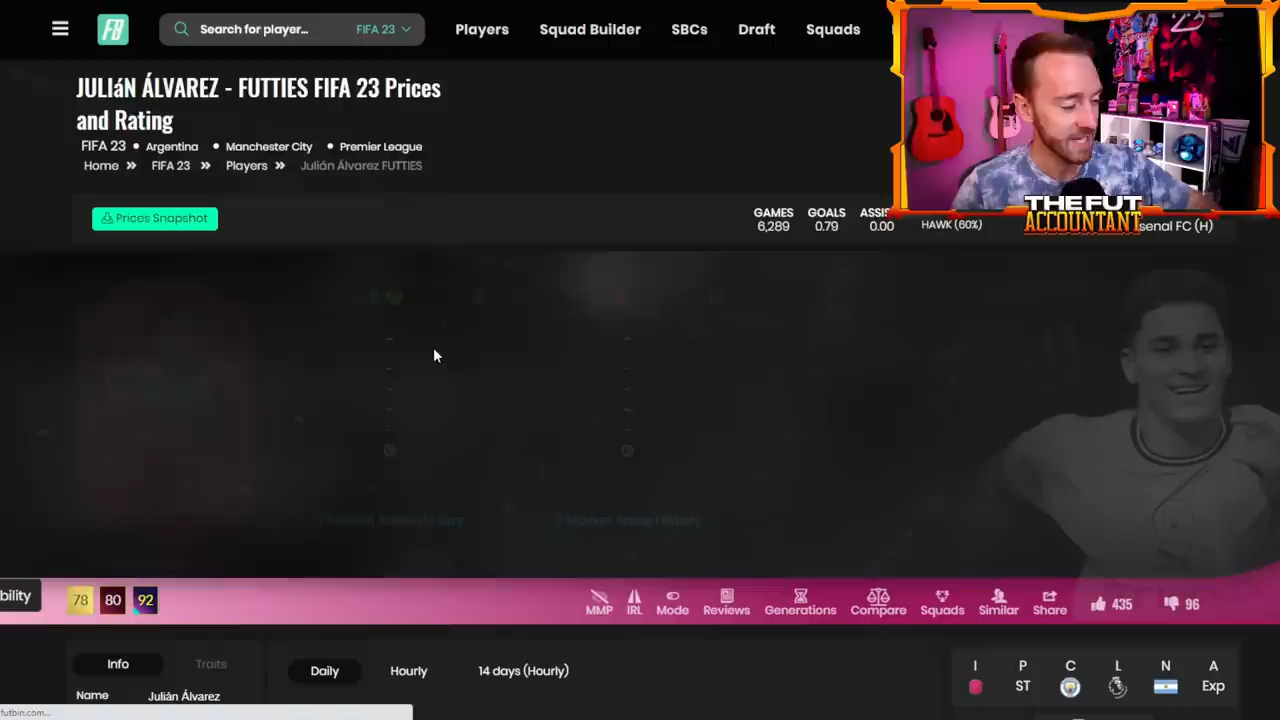 F8
Search for player...
FIFA 23
Players
Squad Builder
SBCs
Draft
Squads
JULIáN ÁLVAREZ - FUTTIES FIFA 23 Prices
and Rating
FIFA 23 • Argentina • Manchester City • Premier League
Home » FIFA 23 » Players » Julián Álvarez FUTTIES
Prices Snapshot
GAMES
6,289
GOALS
0.79
ASSIS
0.00
HAWK (60%)
THE FUT
ACCOUNTANT
senal FC (H)
bility
78
80
92
MMP
IRL
Mode
Reviews
Generations
Compare
Squads
Similar
Share
435
96
Info
Traits
Daily
Hourly
14 days (Hourly)
I
P
C
L
N
A
ST
Exp
Name
Julián Álvarez
futbin.com...